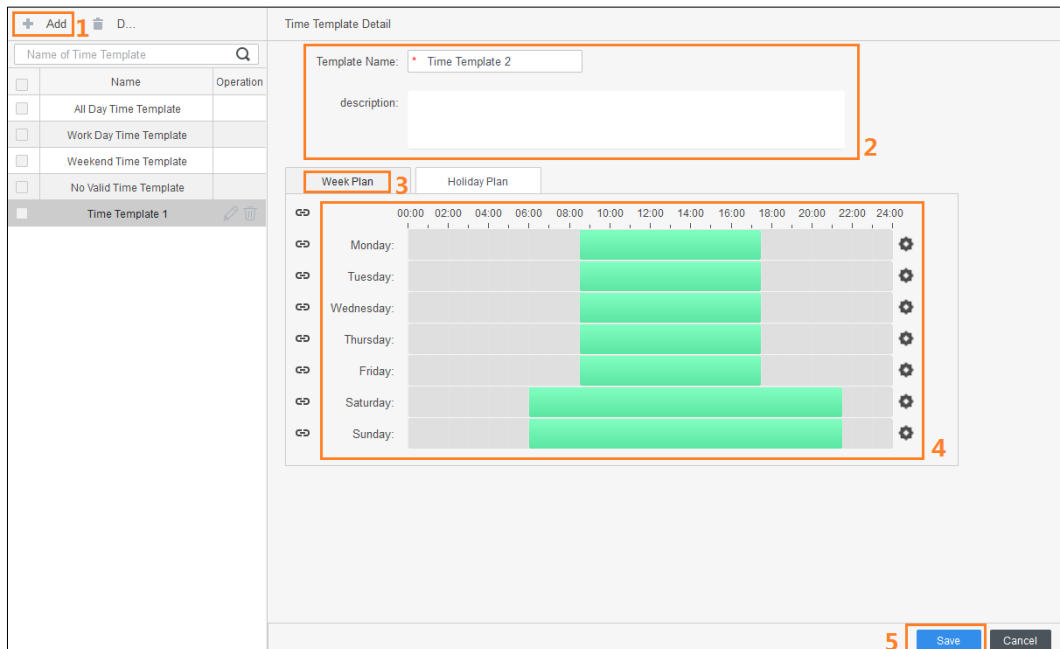 Add 1 D...
Time Template Detail
Name of Time Template
Name Operation
All Day Time Template
Work Day Time Template
Weekend Time Template
No Valid Time Template
Time Template 1
Template Name: * Time Template 2
description:
2
Week Plan 3 Holiday Plan
00:00 02:00 04:00 06:00 08:00 10:00 12:00 14:00 16:00 18:00 20:00 22:00 24:00
Monday:
Tuesday:
Wednesday:
Thursday:
Friday:
Saturday:
Sunday:
4
5 Save Cancel